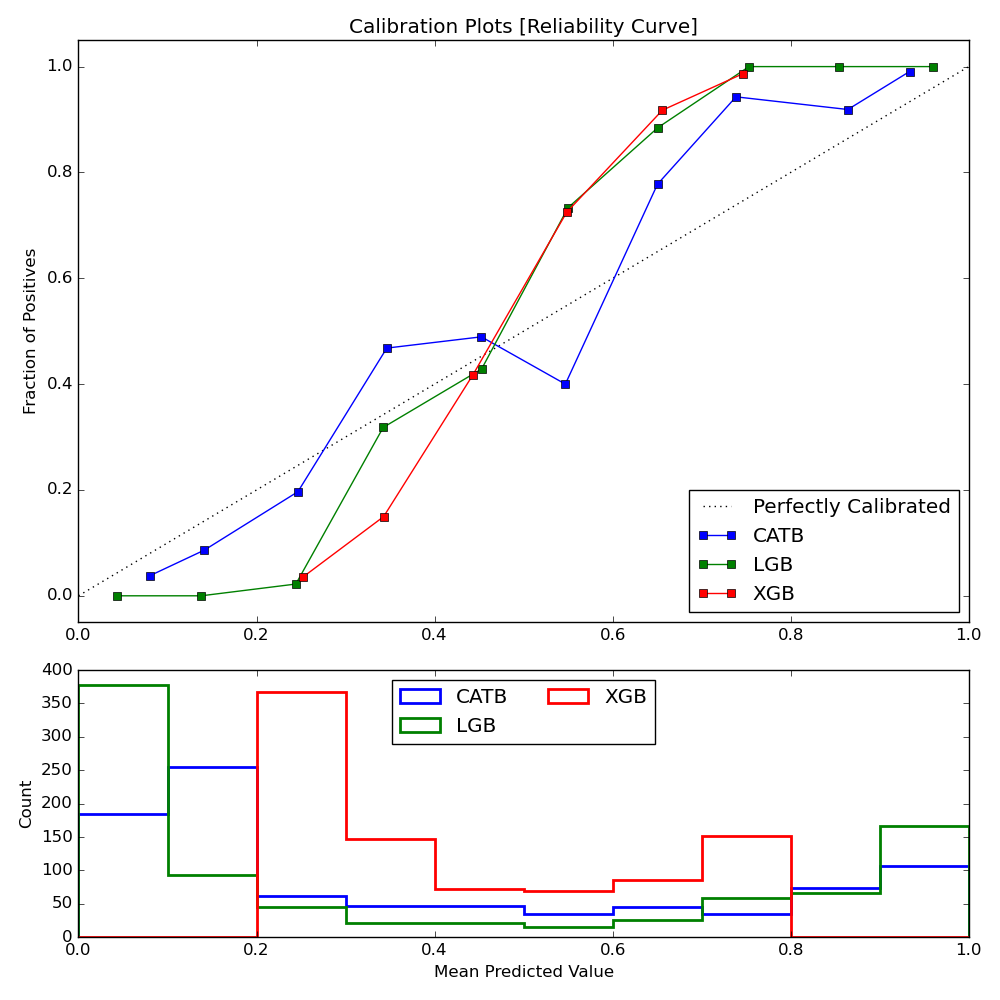 Calibration Plots [Reliability Curve]
Fraction of Positives
1.0
0.8
0.6
0.4
0.2
0.0
0.0 0.2 0.4 0.6 0.8 1.0
Perfectly Calibrated
CATB
LGB
XGB
Count
400
350
300
250
200
150
100
50
0
CATB XGB
LGB
0.0 0.2 0.4 0.6 0.8 1.0
Mean Predicted Value